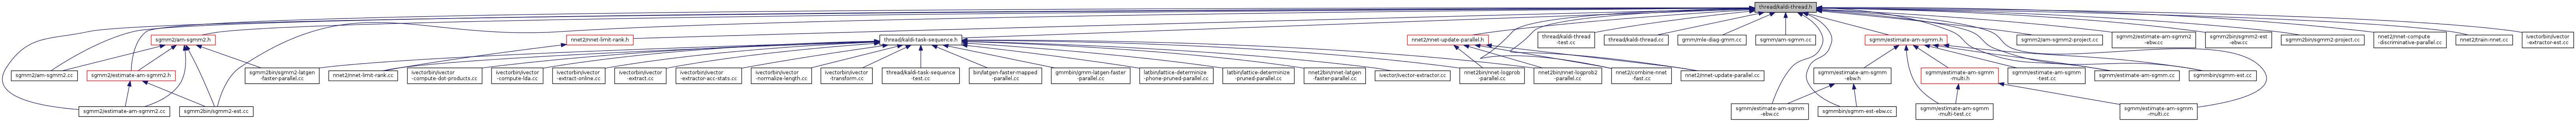 thread/kaldi-thread.h
sgmm2/am-sgmm2.h
nnet2/nnet-limit-rank.h
thread/kaldi-task-sequence.h
nnet2/nnet-update-parallel.h
thread/kaldi-thread
-test.cc
thread/kaldi-thread.cc
gmm/mle-diag-gmm.cc
sgmm/am-sgmm.cc
sgmm/estimate-am-sgmm.h
sgmm2/am-sgmm2-project.cc
sgmm2/estimate-am-sgmm2
-ebw.cc
sgmm2bin/sgmm2-est
-ebw.cc
sgmm2bin/sgmm2-project.cc
nnet2/nnet-compute
-discriminative-parallel.cc
nnet2/train-nnet.cc
ivectorbin/ivector
-extractor-est.cc
sgmm2/am-sgmm2.cc
sgmm2/estimate-am-sgmm2.h
sgmm2bin/sgmm2-latgen
-faster-parallel.cc
nnet2/nnet-limit-rank.cc
ivectorbin/ivector
-compute-dot-products.cc
ivectorbin/ivector
-compute-lda.cc
ivectorbin/ivector
-extract-online.cc
ivectorbin/ivector
-extract.cc
ivectorbin/ivector
-extractor-acc-stats.cc
ivectorbin/ivector
-normalize-length.cc
ivectorbin/ivector
-transform.cc
thread/kaldi-task-sequence
-test.cc
bin/latgen-faster-mapped
-parallel.cc
gmmbin/gmm-latgen-faster
-parallel.cc
latbin/lattice-determinize
-phone-pruned-parallel.cc
latbin/lattice-determinize
-pruned-parallel.cc
nnet2bin/nnet-latgen
-faster-parallel.cc
ivector/ivector-extractor.cc
nnet2bin/nnet-logprob
-parallel.cc
nnet2bin/nnet-logprob2
-parallel.cc
nnet2/combine-nnet
-fast.cc
nnet2/nnet-update-parallel.cc
sgmm/estimate-am-sgmm
-ebw.h
sgmm/estimate-am-sgmm
-multi.h
sgmm/estimate-am-sgmm
-test.cc
sgmm/estimate-am-sgmm.cc
sgmmbin/sgmm-est.cc
sgmm2/estimate-am-sgmm2.cc
sgmm2bin/sgmm2-est.cc
sgmm/estimate-am-sgmm
-ebw.cc
sgmmbin/sgmm-est-ebw.cc
sgmm/estimate-am-sgmm
-multi-test.cc
sgmm/estimate-am-sgmm
-multi.cc